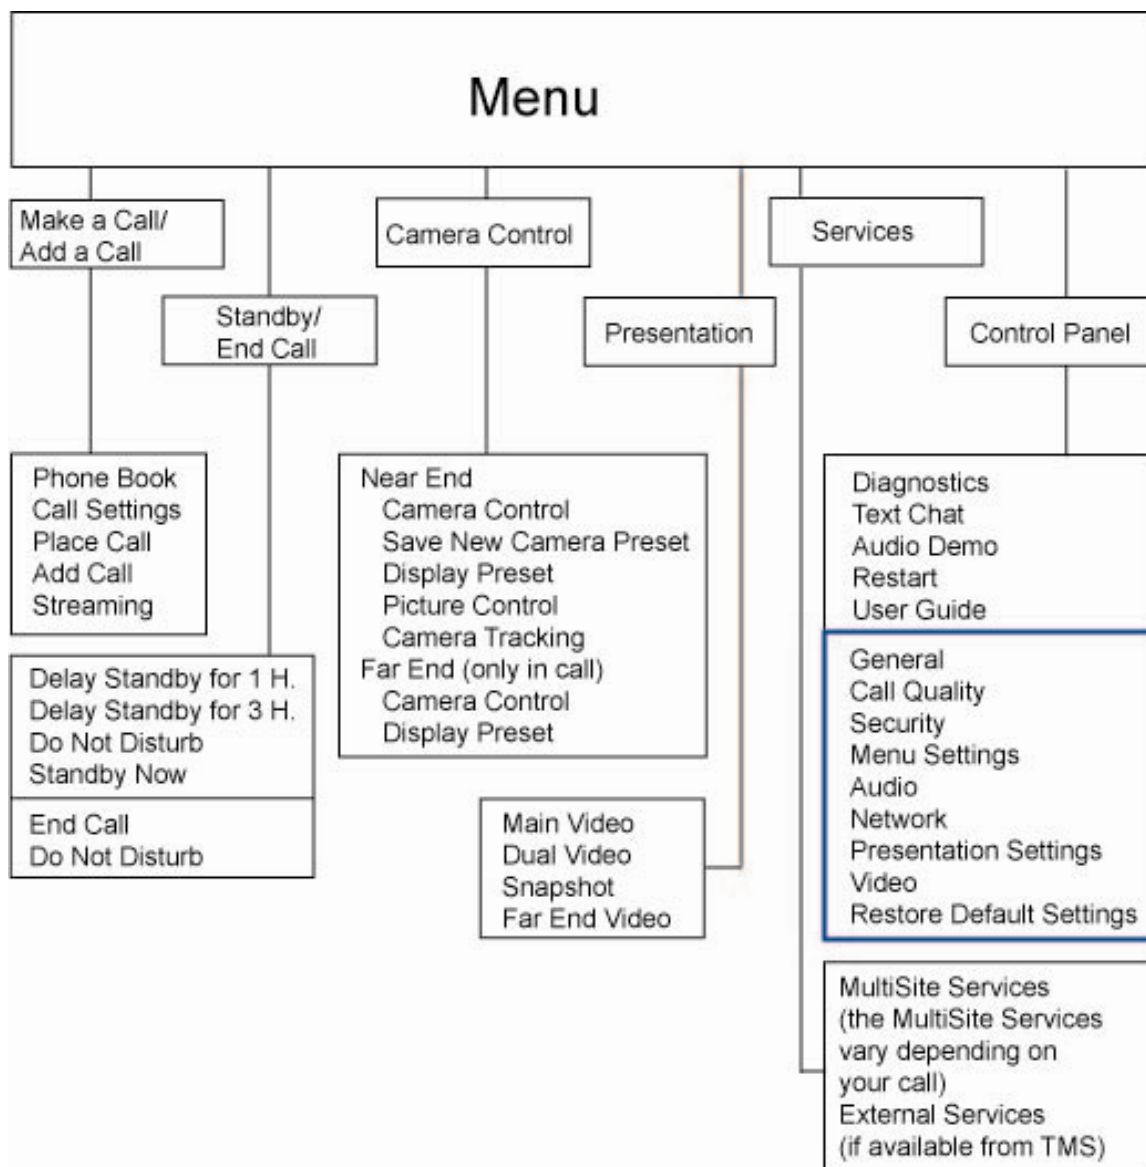 Menu
Make a Call/
Add a Call
Standby/
End Call
Camera Control
Presentation
Services
Control Panel
Phone Book
Call Settings
Place Call
Add Call
Streaming
Delay Standby for 1 H.
Delay Standby for 3 H.
Do Not Disturb
Standby Now
End Call
Do Not Disturb
Near End
Camera Control
Save New Camera Preset
Display Preset
Picture Control
Camera Tracking
Far End (only in call)
Camera Control
Display Preset
Main Video
Dual Video
Snapshot
Far End Video
Diagnostics
Text Chat
Audio Demo
Restart
User Guide
General
Call Quality
Security
Menu Settings
Audio
Network
Presentation Settings
Video
Restore Default Settings
MultiSite Services
(the MultiSite Services
vary depending on
your call)
External Services
(if available from TMS)